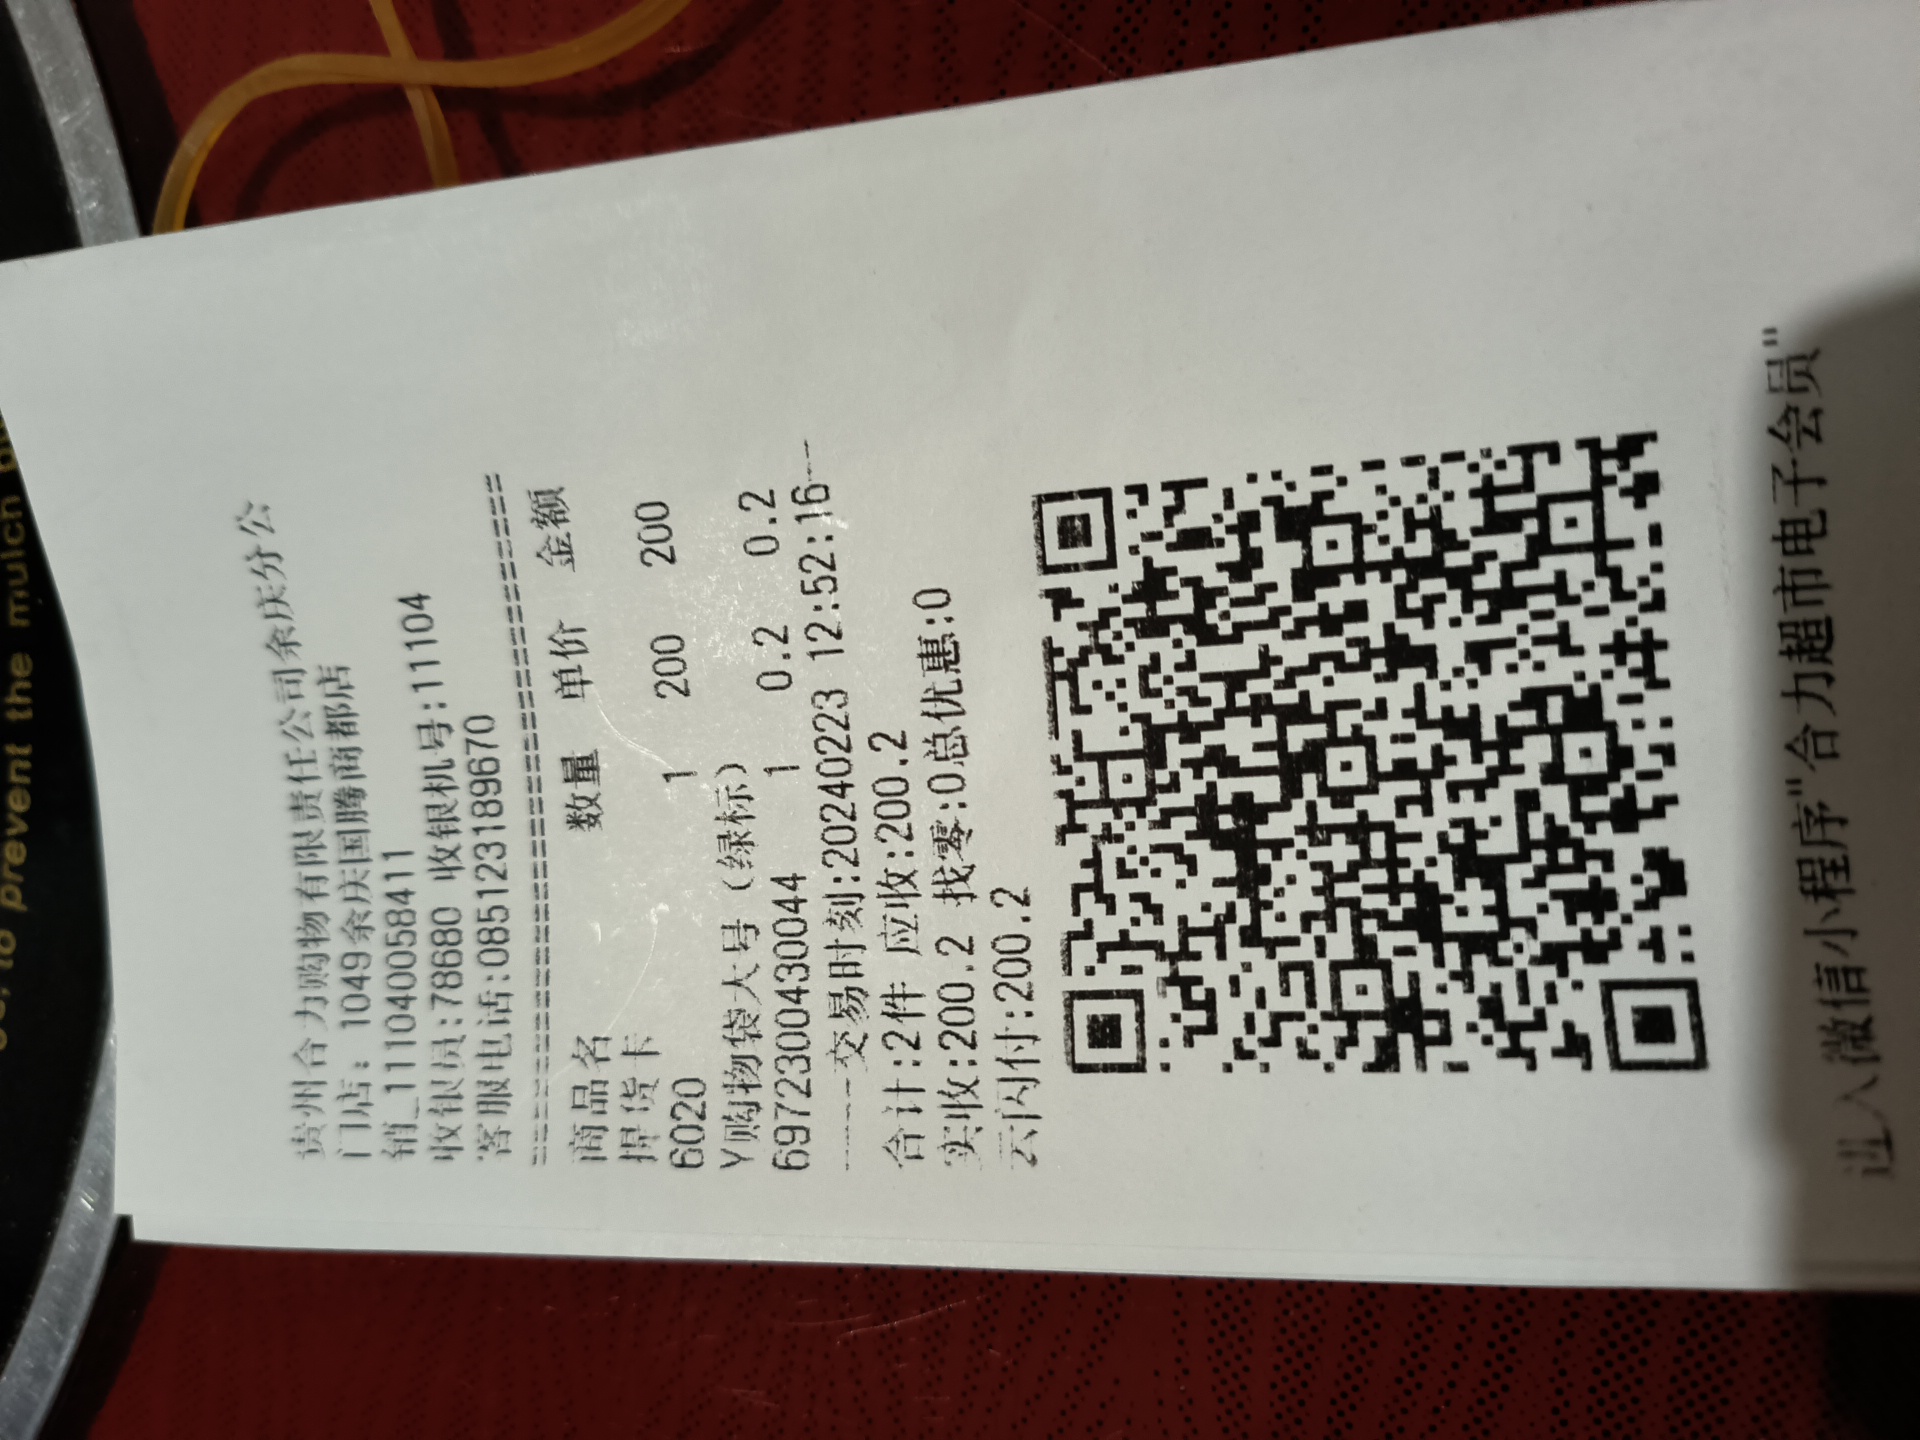 贵州合力购物有限责任公司余庆分公
门店: 1049余庆国腾商都店
销_111040058411
收银员:78680 收银机号:11104
客服电话:085123189670
========================================
商品名 数量 单价 金额
提货卡
6020 1 200 200
Y购物袋大号（绿标）
6972300430044 1 0.2 0.2
-----交易时刻:20240223 12:52:16---
合计:2件 应收:200.2
实收:200.2 找零:0总优惠:0
云闪付:200.2
进入微信小程序"合力超市电子会员"
to prevent the mulch